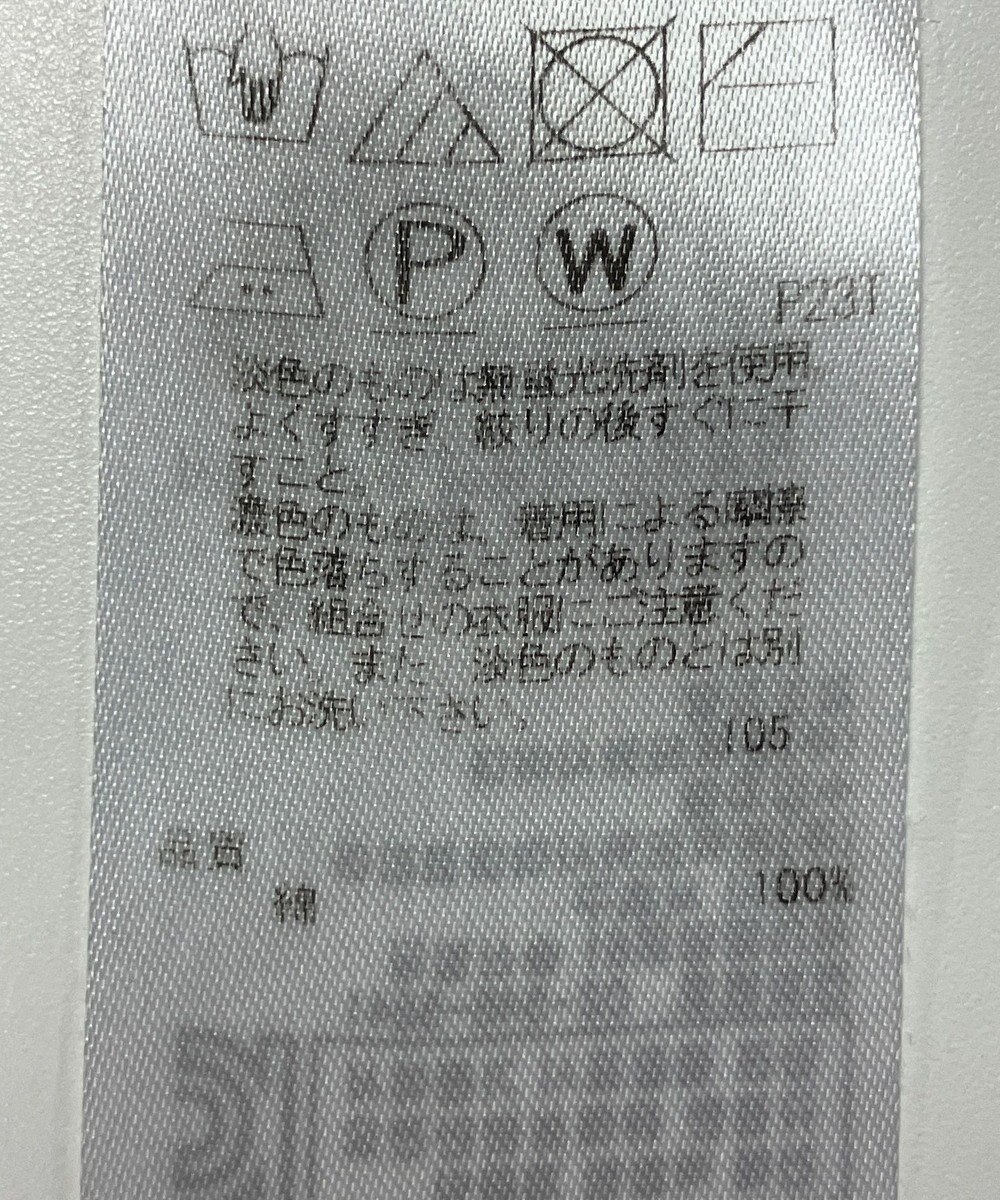 P
W
P23T
淡色のものは無蛍光洗剤を使用
よくすすぎ、絞りの後すぐに干
すこと。
濃色のものは、着用による摩擦
で色落ちすることがありますの
で、組合せの衣服にご注意くだ
さい。また、淡色のものとは別
にお洗い下さい。
105
品質
綿 100%